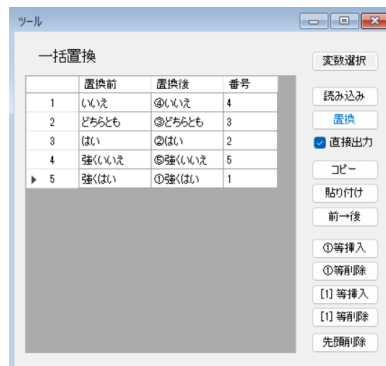 ツール
一括置換
変数選択
置換前 置換後 番号
1 いいえ ④いいえ 4
2 どちらとも ③どちらとも 3
3 はい ②はい 2
4 強くいいえ ⑤強くいいえ 5
5 強くはい ①強くはい 1
読み込み
置換
直接出力
コピー
貼り付け
前→後
①等挿入
①等削除
[1] 等挿入
[1] 等削除
先頭削除